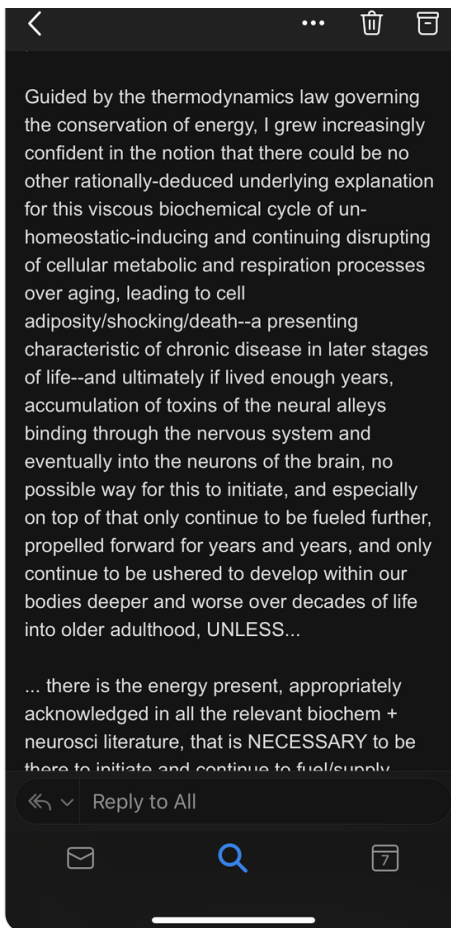 Guided by the thermodynamics law governing
the conservation of energy, I grew increasingly
confident in the notion that there could be no
other rationally-deduced underlying explanation
for this viscous biochemical cycle of un-
homeostatic-inducing and continuing disrupting
of cellular metabolic and respiration processes
over aging, leading to cell
adiposity/shocking/death--a presenting
characteristic of chronic disease in later stages
of life--and ultimately if lived enough years,
accumulation of toxins of the neural alleys
binding through the nervous system and
eventually into the neurons of the brain, no
possible way for this to initiate, and especially
on top of that only continue to be fueled further,
propelled forward for years and years, and only
continue to be ushered to develop within our
bodies deeper and worse over decades of life
into older adulthood, UNLESS...
... there is the energy present, appropriately
acknowledged in all the relevant biochem +
neurosci literature, that is NECESSARY to be
there to initiate and continue to fuel/supply
Reply to All
7